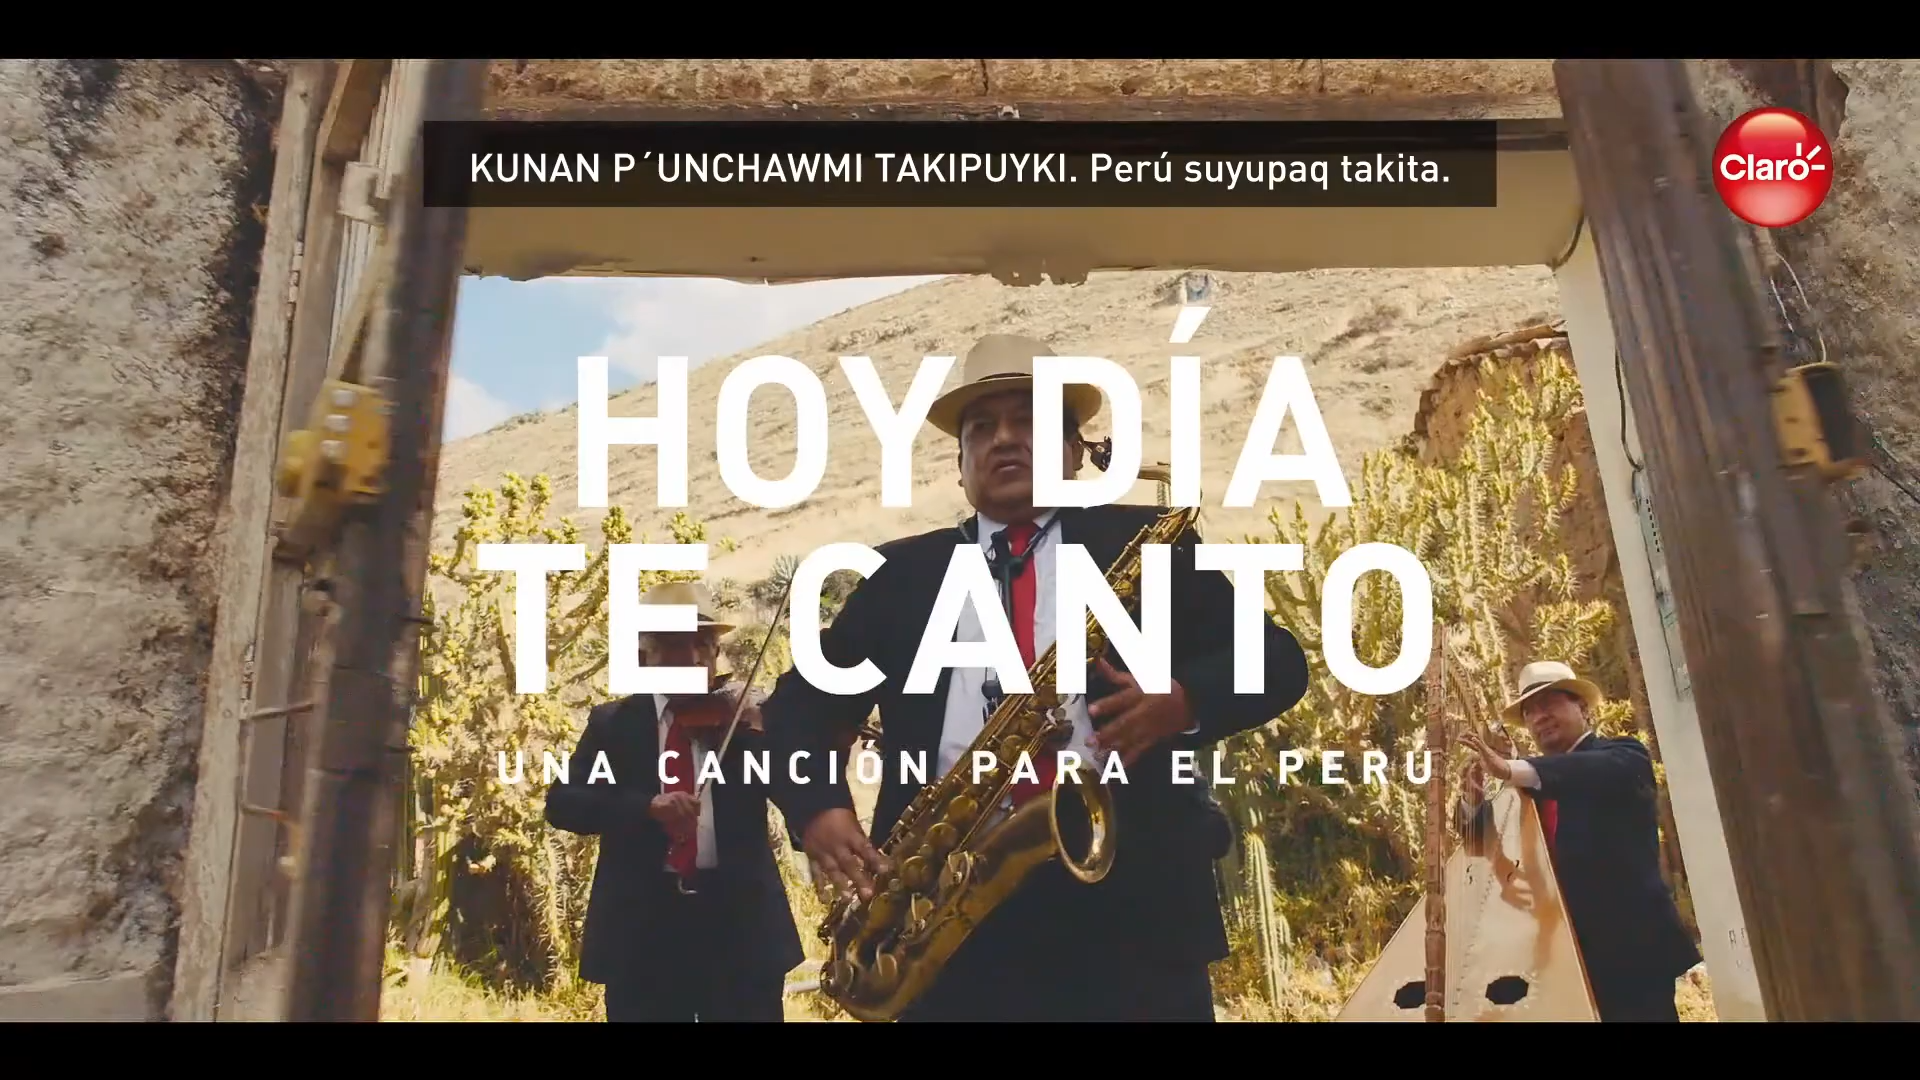 KUNAN P´UNCHAWMI TAKIPUYKI. Perú suyupaq takita.
Claro
HOY DÍA
TE CANTO
UNA CANCIÓN PARA EL PERÚ